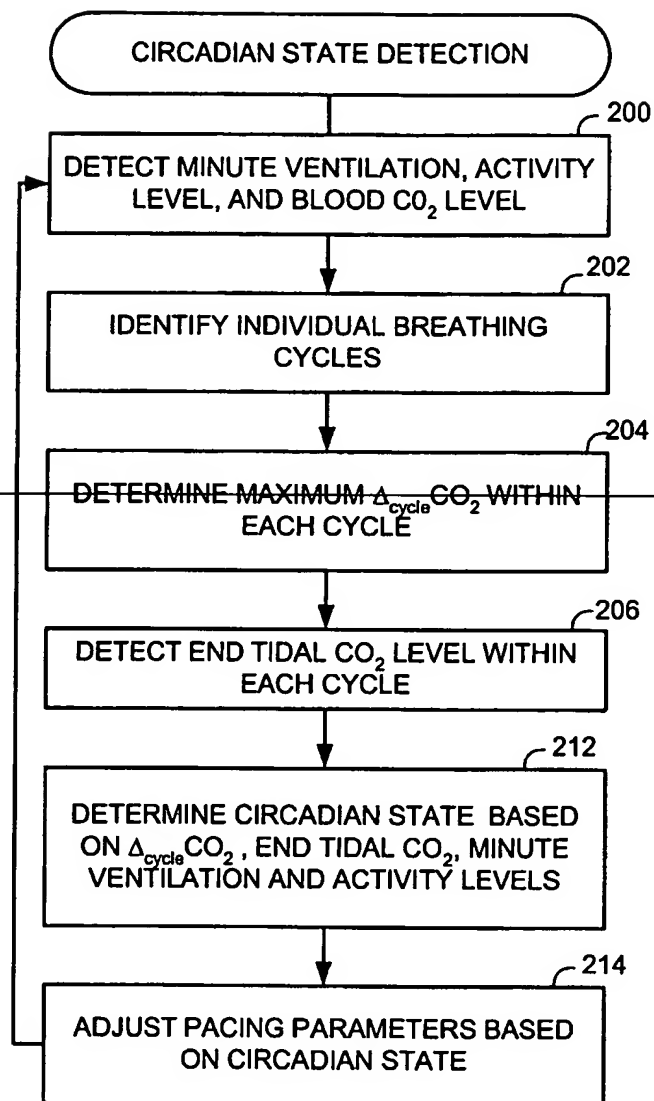 CIRCADIAN STATE DETECTION
200
DETECT MINUTE VENTILATION, ACTIVITY
LEVEL, AND BLOOD C0₂ LEVEL
202
IDENTIFY INDIVIDUAL BREATHING
CYCLES
204
DETERMINE MAXIMUM Δcycle CO₂ WITHIN
EACH CYCLE
206
DETECT END TIDAL CO₂ LEVEL WITHIN
EACH CYCLE
212
DETERMINE CIRCADIAN STATE BASED
ON Δcycle CO₂ , END TIDAL CO₂, MINUTE
VENTILATION AND ACTIVITY LEVELS
214
ADJUST PACING PARAMETERS BASED
ON CIRCADIAN STATE